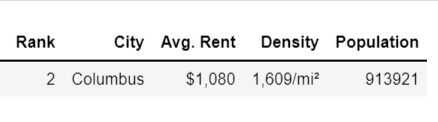 Rank City Avg. Rent Density Population
2 Columbus $1,080 1,609/mi² 913921